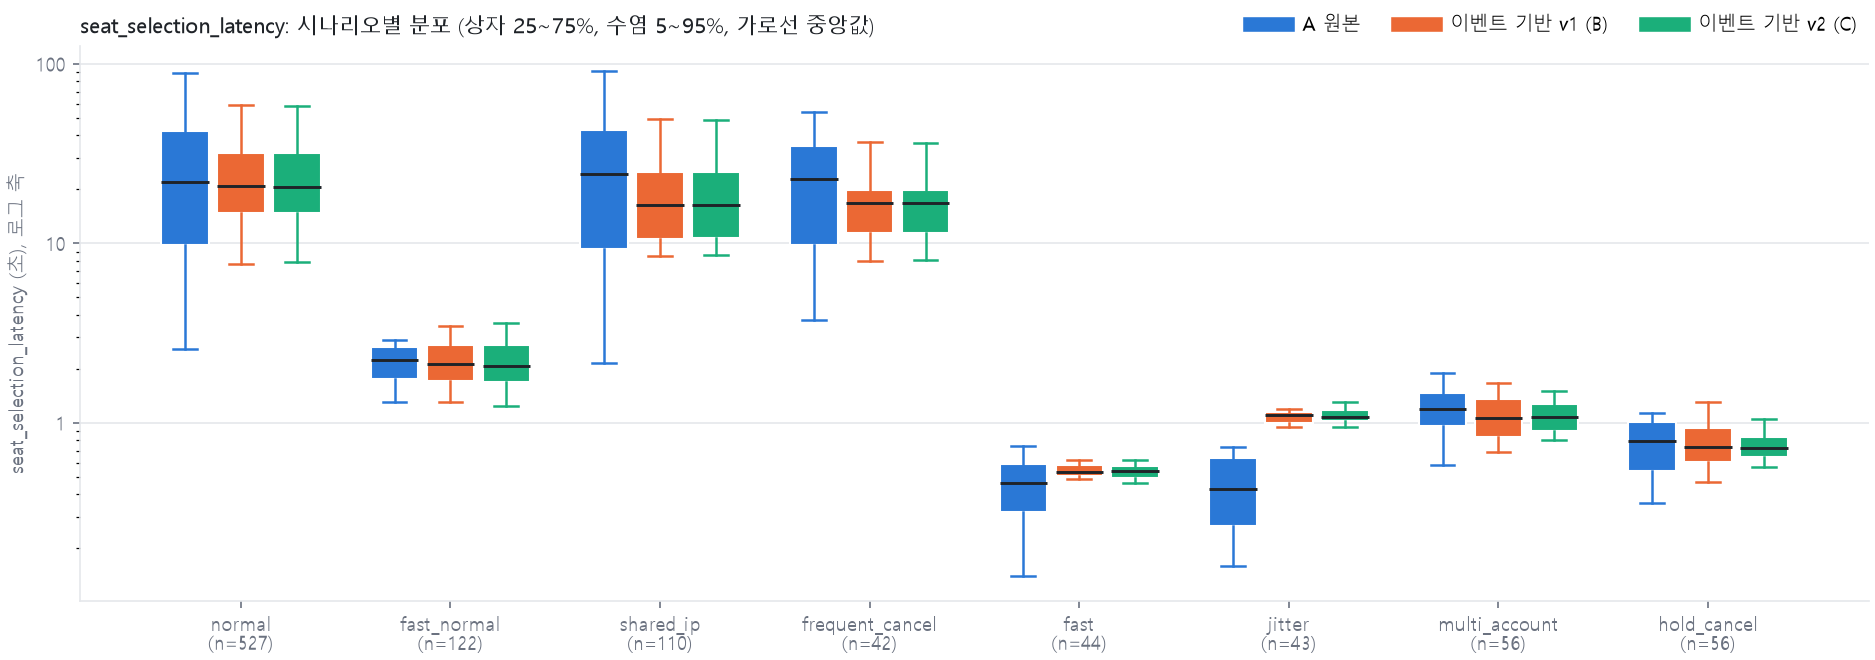 seat_selection_latency: 시나리오별 분포 (상자 25~75%, 수염 5~95%, 가로선 중앙값)
A 원본
이벤트 기반 v1 (B)
이벤트 기반 v2 (C)
seat_selection_latency (초), 로그 축
100
10
1
normal
(n=527)
fast_normal
(n=122)
shared_ip
(n=110)
frequent_cancel
(n=42)
fast
(n=44)
jitter
(n=43)
multi_account
(n=56)
hold_cancel
(n=56)